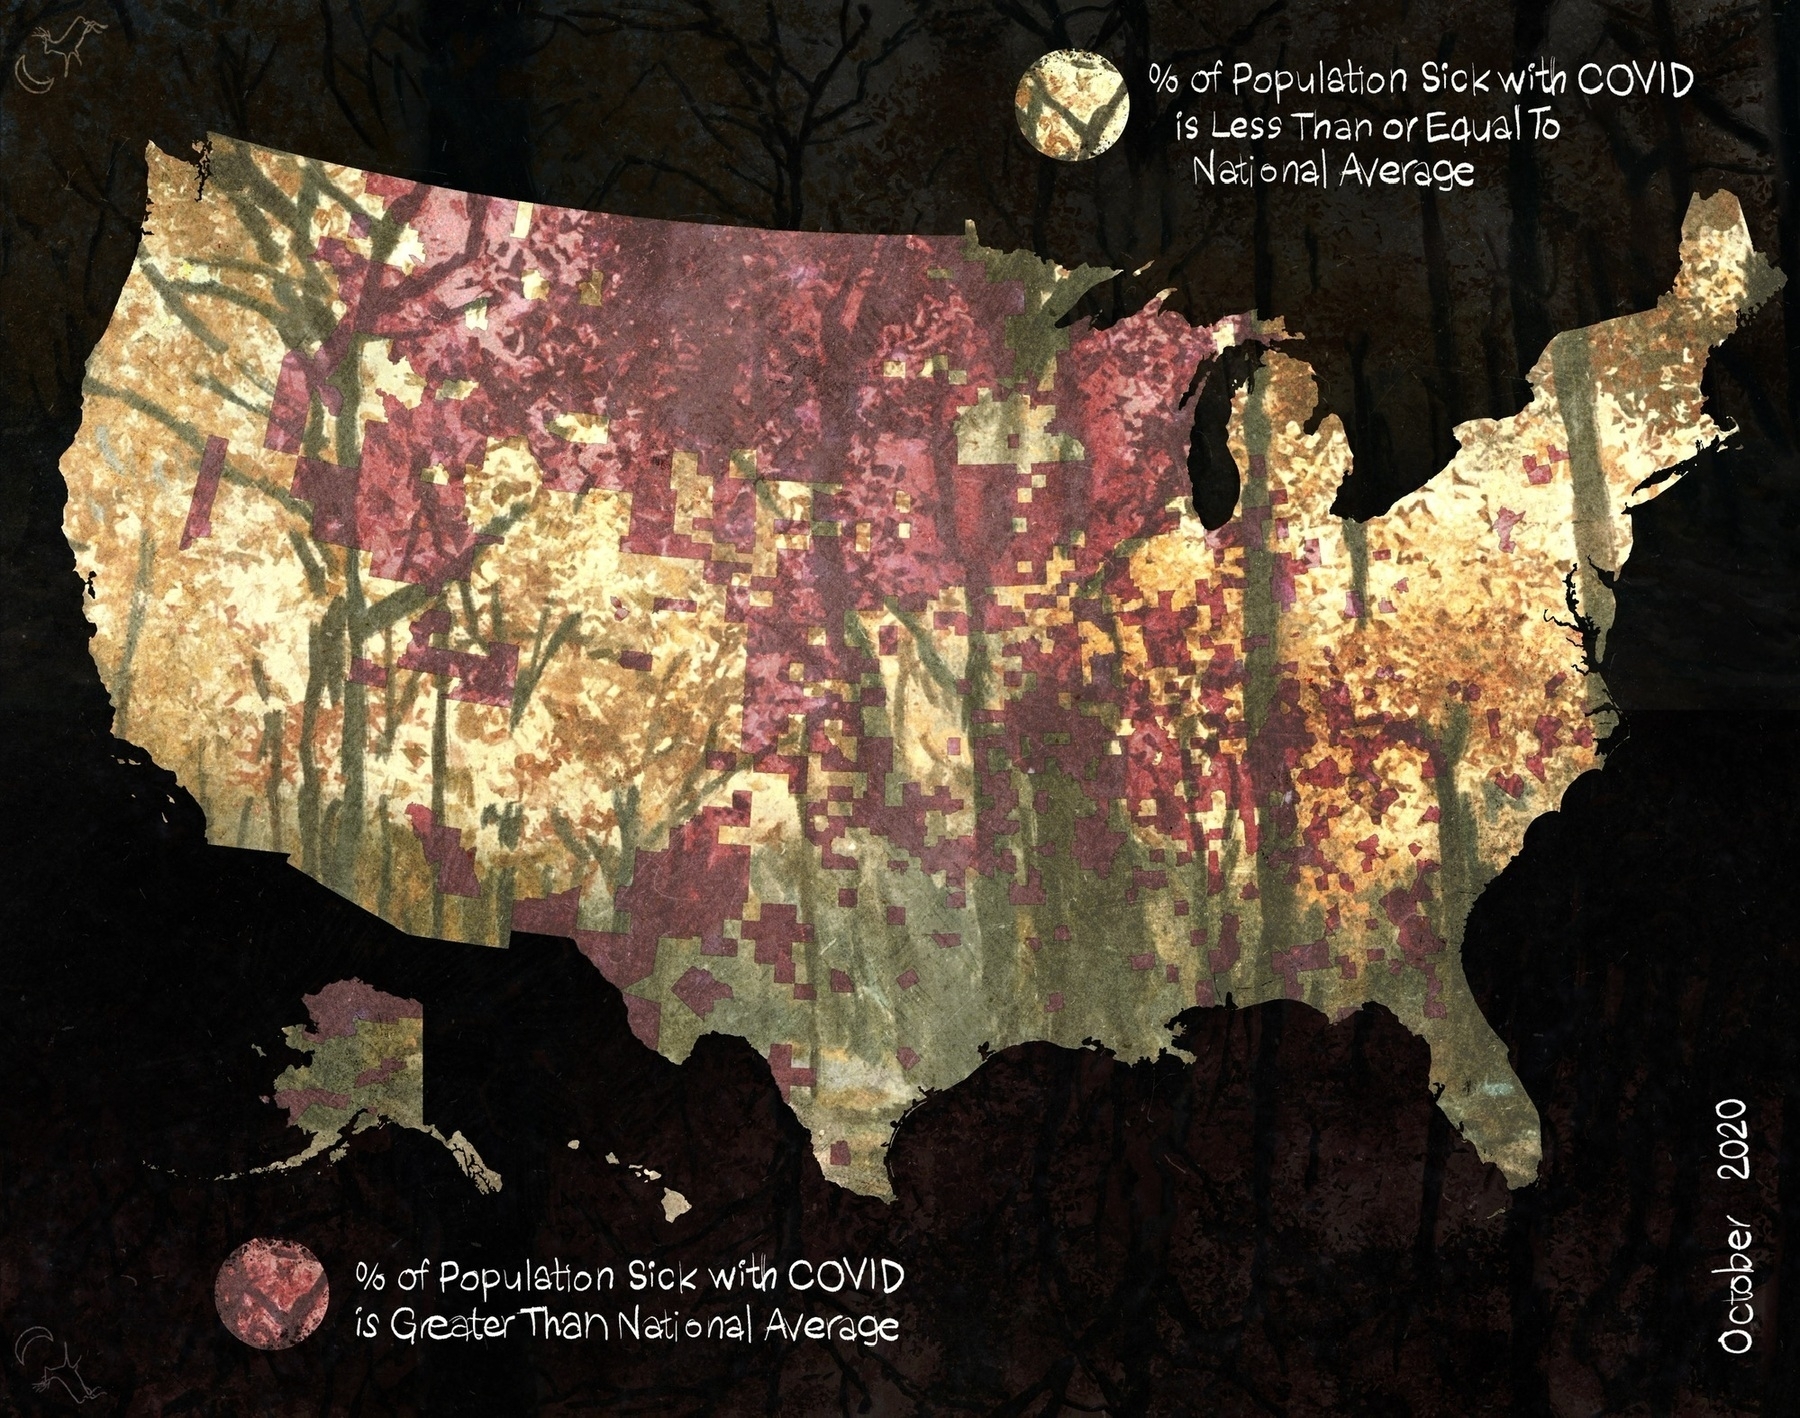 % of Population Sick with COVID
is Less Than or Equal To
National Average
% of Population Sick with COVID
is Greater Than National Average
October 2020